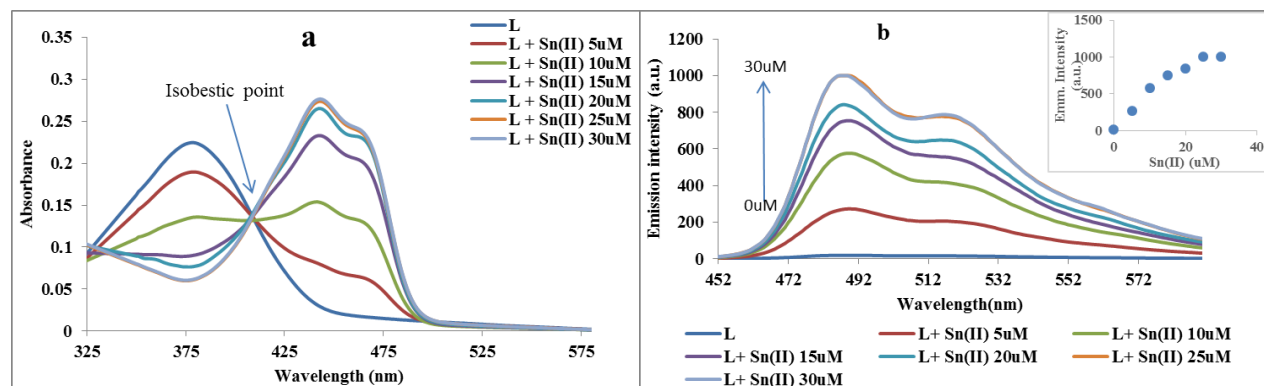 a
L
L + Sn(II) 5uM
L + Sn(II) 10uM
L + Sn(II) 15uM
L + Sn(II) 20uM
L + Sn(II) 25uM
L + Sn(II) 30uM
Isobestic point
Absorbance
0.35
0.3
0.25
0.2
0.15
0.1
0.05
0
325 375 425 475 525 575
Wavelength (nm)
b
Emission intensity (a.u.)
1200
1000
800
600
400
200
0
30uM
0uM
452 472 492 512 532 552 572
Wavelength(nm)
Emm. Intensity
(a.u.)
1500
1000
500
0
0 20 40
Sn(II) (uM)
L L+ Sn(II) 5uM L+ Sn(II) 10uM
L+ Sn(II) 15uM L+ Sn(II) 20uM L+ Sn(II) 25uM
L+ Sn(II) 30uM